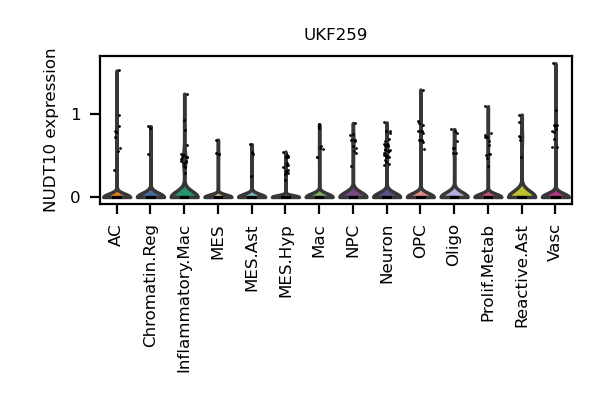 UKF259
NUDT10 expression
1
0
AC
Chromatin.Reg
Inflammatory.Mac
MES
MES.Ast
MES.Hyp
Mac
NPC
Neuron
OPC
Oligo
Prolif.Metab
Reactive.Ast
Vasc